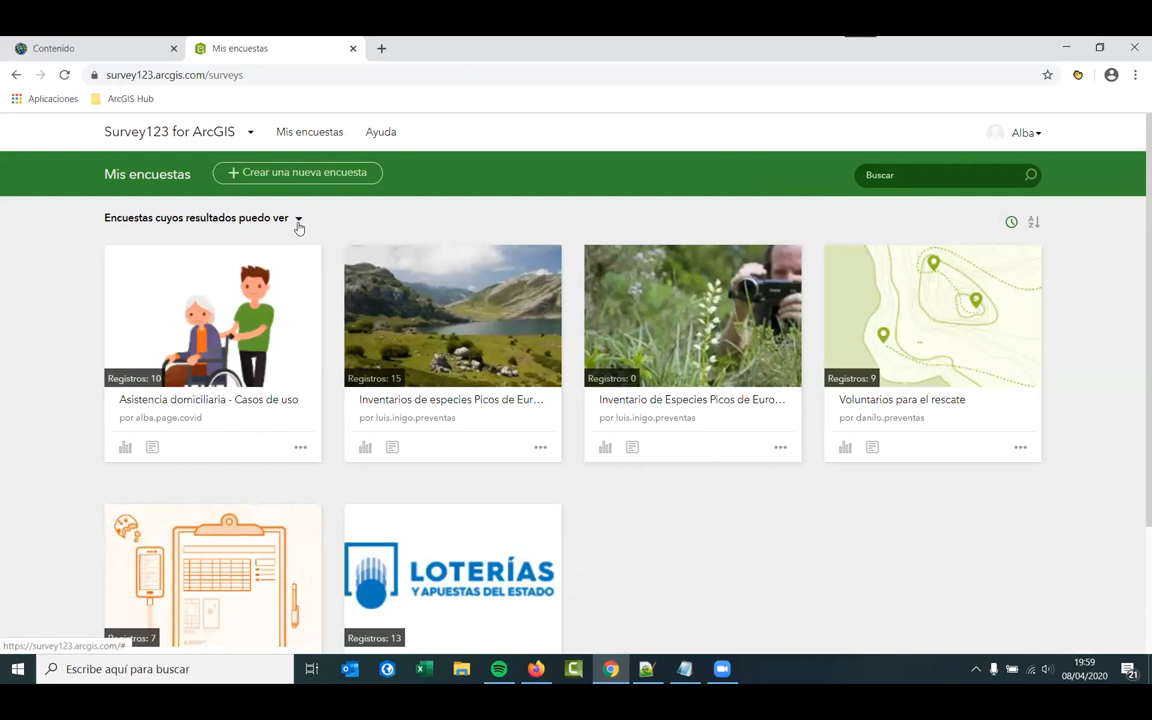 Contenido
Mis encuestas
survey123.arcgis.com/surveys
Aplicaciones
ArcGIS Hub
Survey123 for ArcGIS
Mis encuestas
Ayuda
Alba
Mis encuestas
Crear una nueva encuesta
Buscar
Encuestas cuyos resultados puedo ver
Registros: 10
Registros: 15
Registros: 0
Registros: 9
Asistencia domiciliaria - Casos de uso
Inventarios de especies Picos de Eur...
Inventario de Especies Picos de Euro...
Voluntarios para el rescate
por alba.page.covid
por luis.inigo.preventas
por luis.inigo.preventas
por danilo.preventas
LOTERÍAS
Y APUESTAS DEL ESTADO
Registros: 7
Registros: 13
https://survey123.arcgis.com/#
Escribe aquí para buscar
19:59
08/04/2020
21